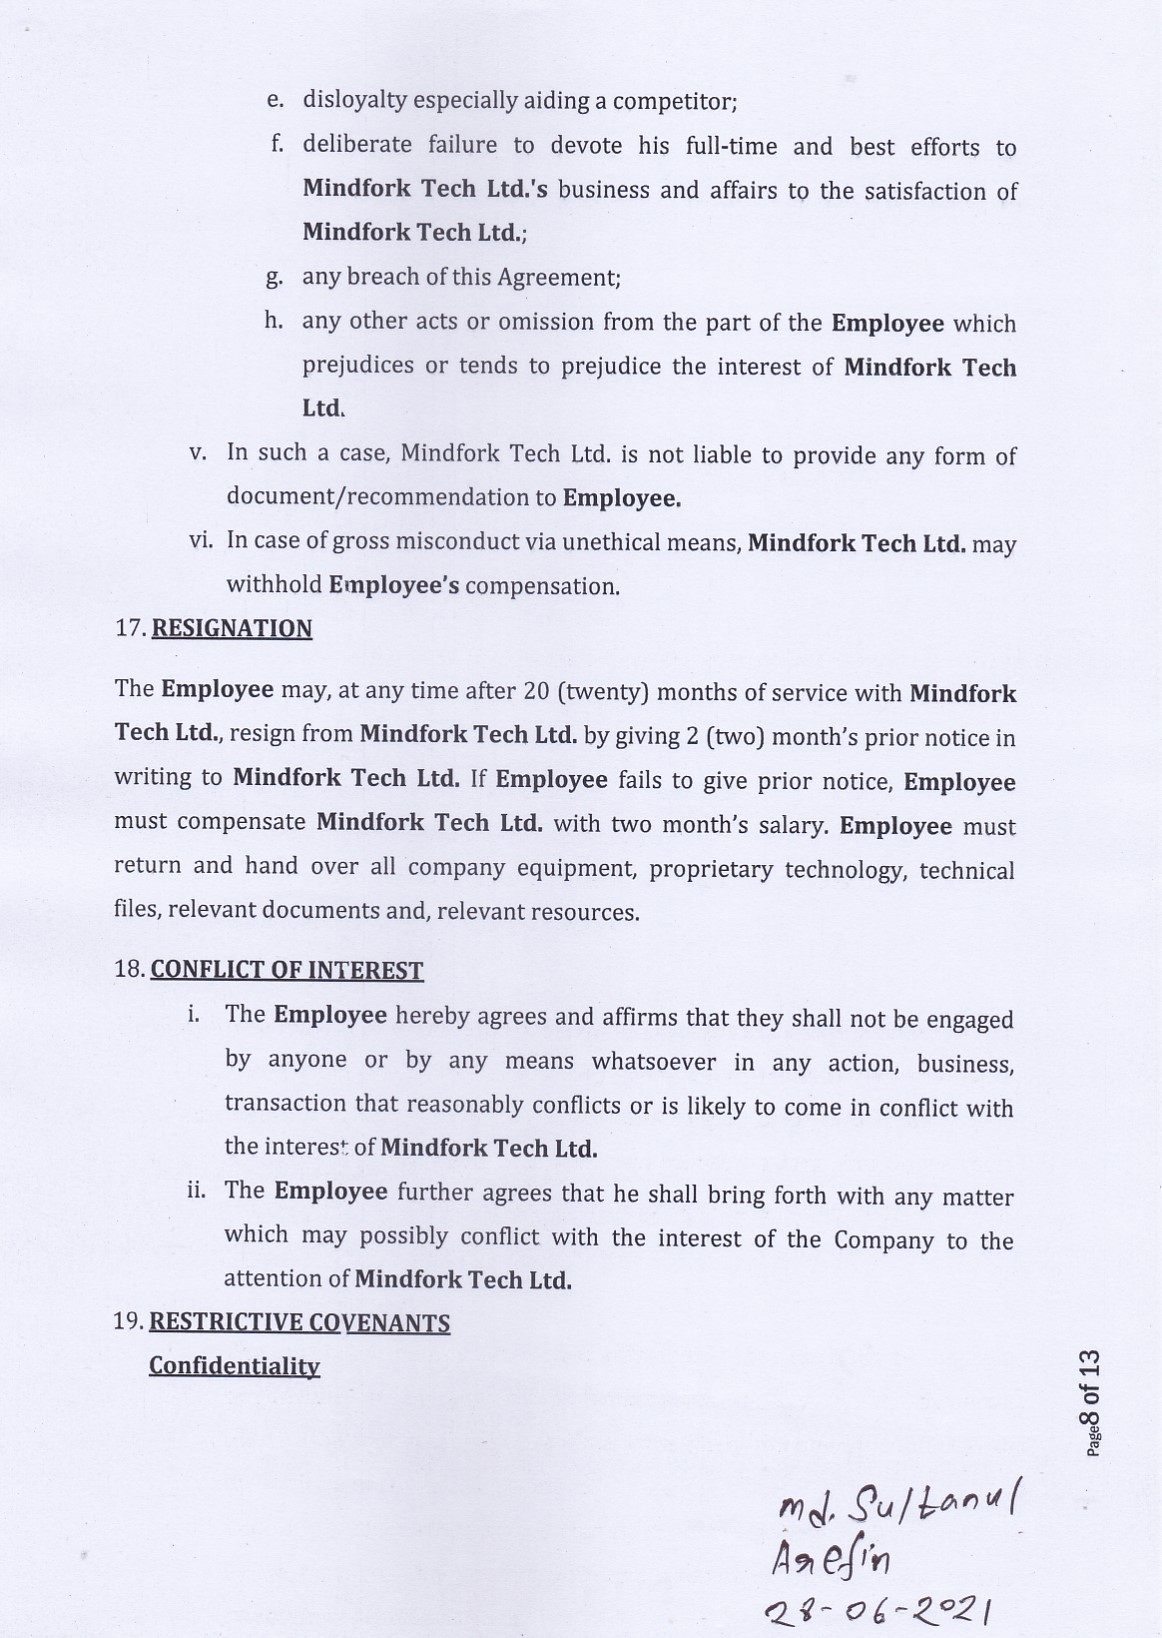 e. disloyalty especially aiding a competitor;
f. deliberate failure to devote his full-time and best efforts to
Mindfork Tech Ltd.'s business and affairs to the satisfaction of
Mindfork Tech Ltd.;
g. any breach of this Agreement;
h. any other acts or omission from the part of the Employee which
prejudices or tends to prejudice the interest of Mindfork Tech
Ltd.
v. In such a case, Mindfork Tech Ltd. is not liable to provide any form of
document/recommendation to Employee.
vi. In case of gross misconduct via unethical means, Mindfork Tech Ltd. may
withhold Employee's compensation.
17. RESIGNATION
The Employee may, at any time after 20 (twenty) months of service with Mindfork
Tech Ltd., resign from Mindfork Tech Ltd. by giving 2 (two) month's prior notice in
writing to Mindfork Tech Ltd. If Employee fails to give prior notice, Employee
must compensate Mindfork Tech Ltd. with two month's salary. Employee must
return and hand over all company equipment, proprietary technology, technical
files, relevant documents and, relevant resources.
18. CONFLICT OF INTEREST
i. The Employee hereby agrees and affirms that they shall not be engaged
by anyone or by any means whatsoever in any action, business,
transaction that reasonably conflicts or is likely to come in conflict with
the interest of Mindfork Tech Ltd.
ii. The Employee further agrees that he shall bring forth with any matter
which may possibly conflict with the interest of the Company to the
attention of Mindfork Tech Ltd.
19. RESTRICTIVE COVENANTS
Confidentiality
Page8 of 13
Md. Sultanul
Arefin
28-06-2021